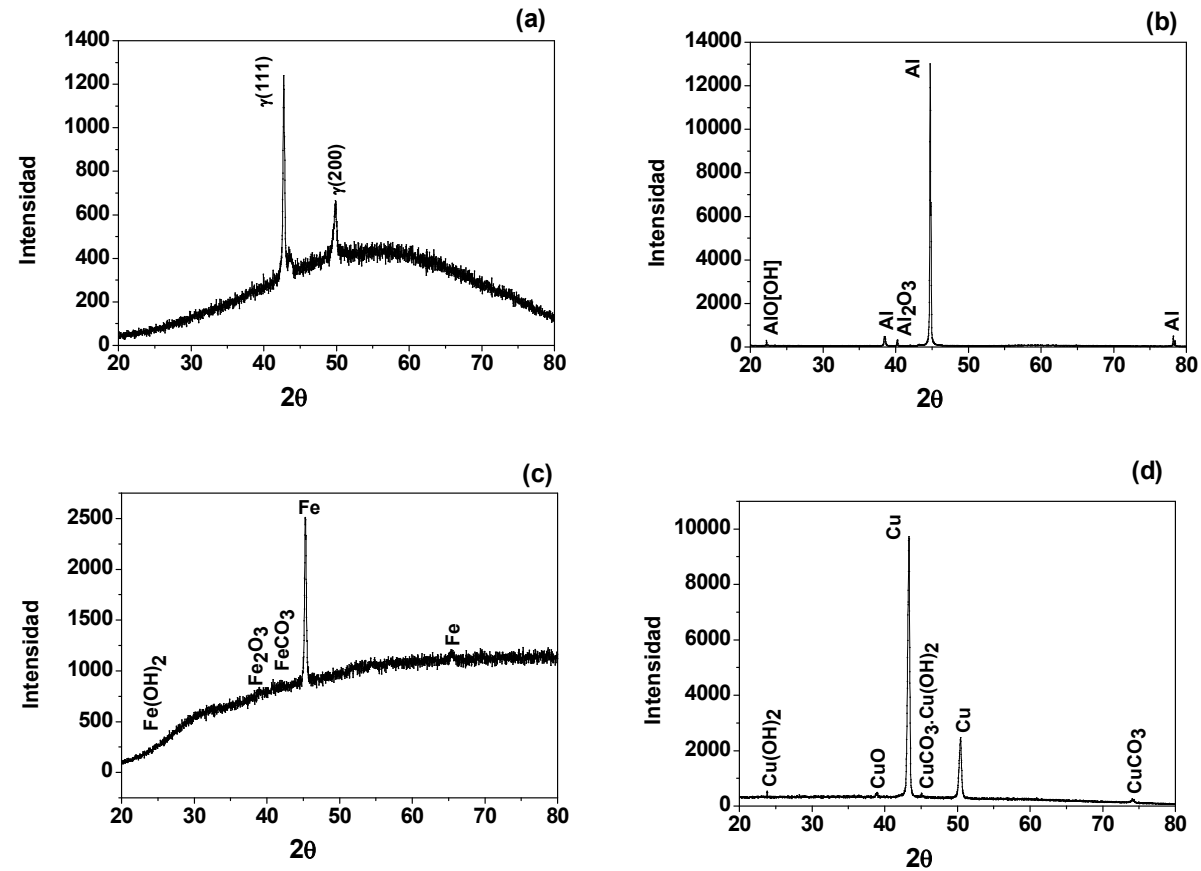 (a)
1400
1200
1000
800
600
400
200
0
Intensidad
γ(111)
γ(200)
20 30 40 50 60 70 80
2θ
(b)
14000
12000
10000
8000
6000
4000
2000
0
Intensidad
AlO[OH]
Al
Al2O3
Al
Al
20 30 40 50 60 70 80
2θ
(c)
2500
2000
1500
1000
500
0
Intensidad
Fe(OH)2
Fe2O3
FeCO3
Fe
Fe
20 30 40 50 60 70 80
2θ
(d)
10000
8000
6000
4000
2000
0
Intensidad
Cu(OH)2
CuO
Cu
CuCO3.Cu(OH)2
Cu
CuCO3
20 30 40 50 60 70 80
2θ